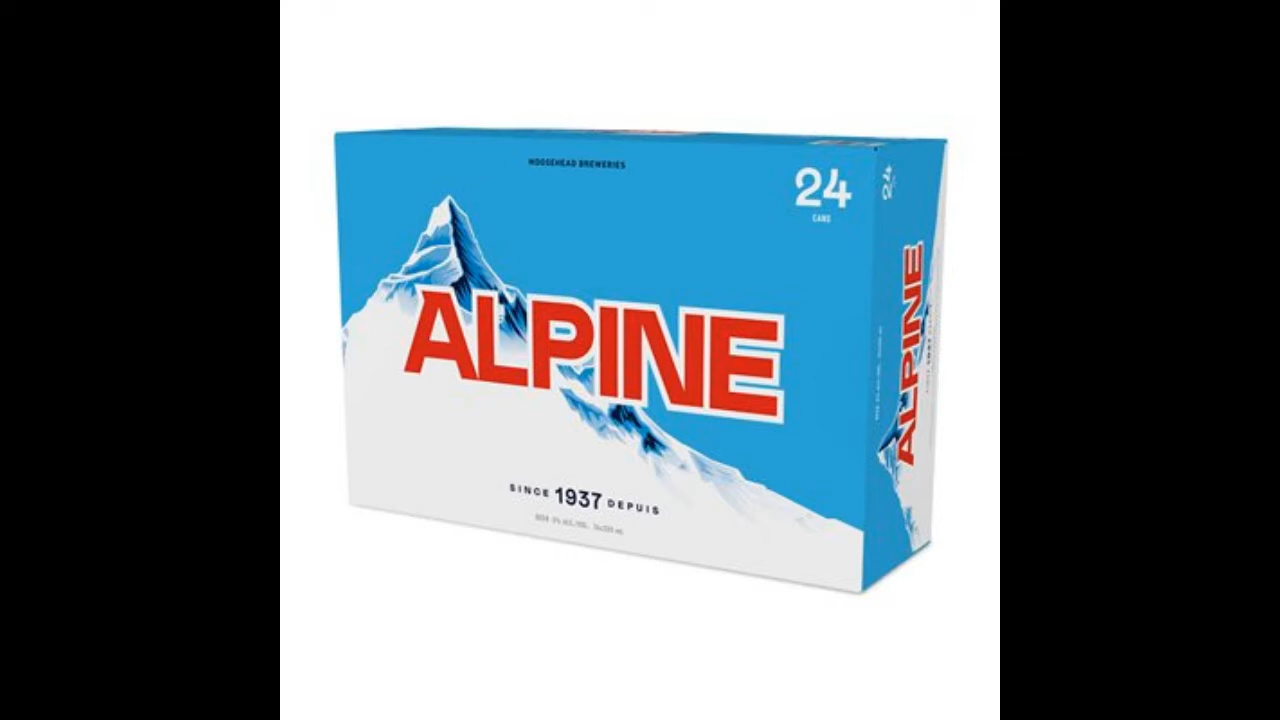 MOOSEHEAD BREWERIES
24
CANS
ALPINE
SINCE 1937 DEPUIS
24
ALPINE